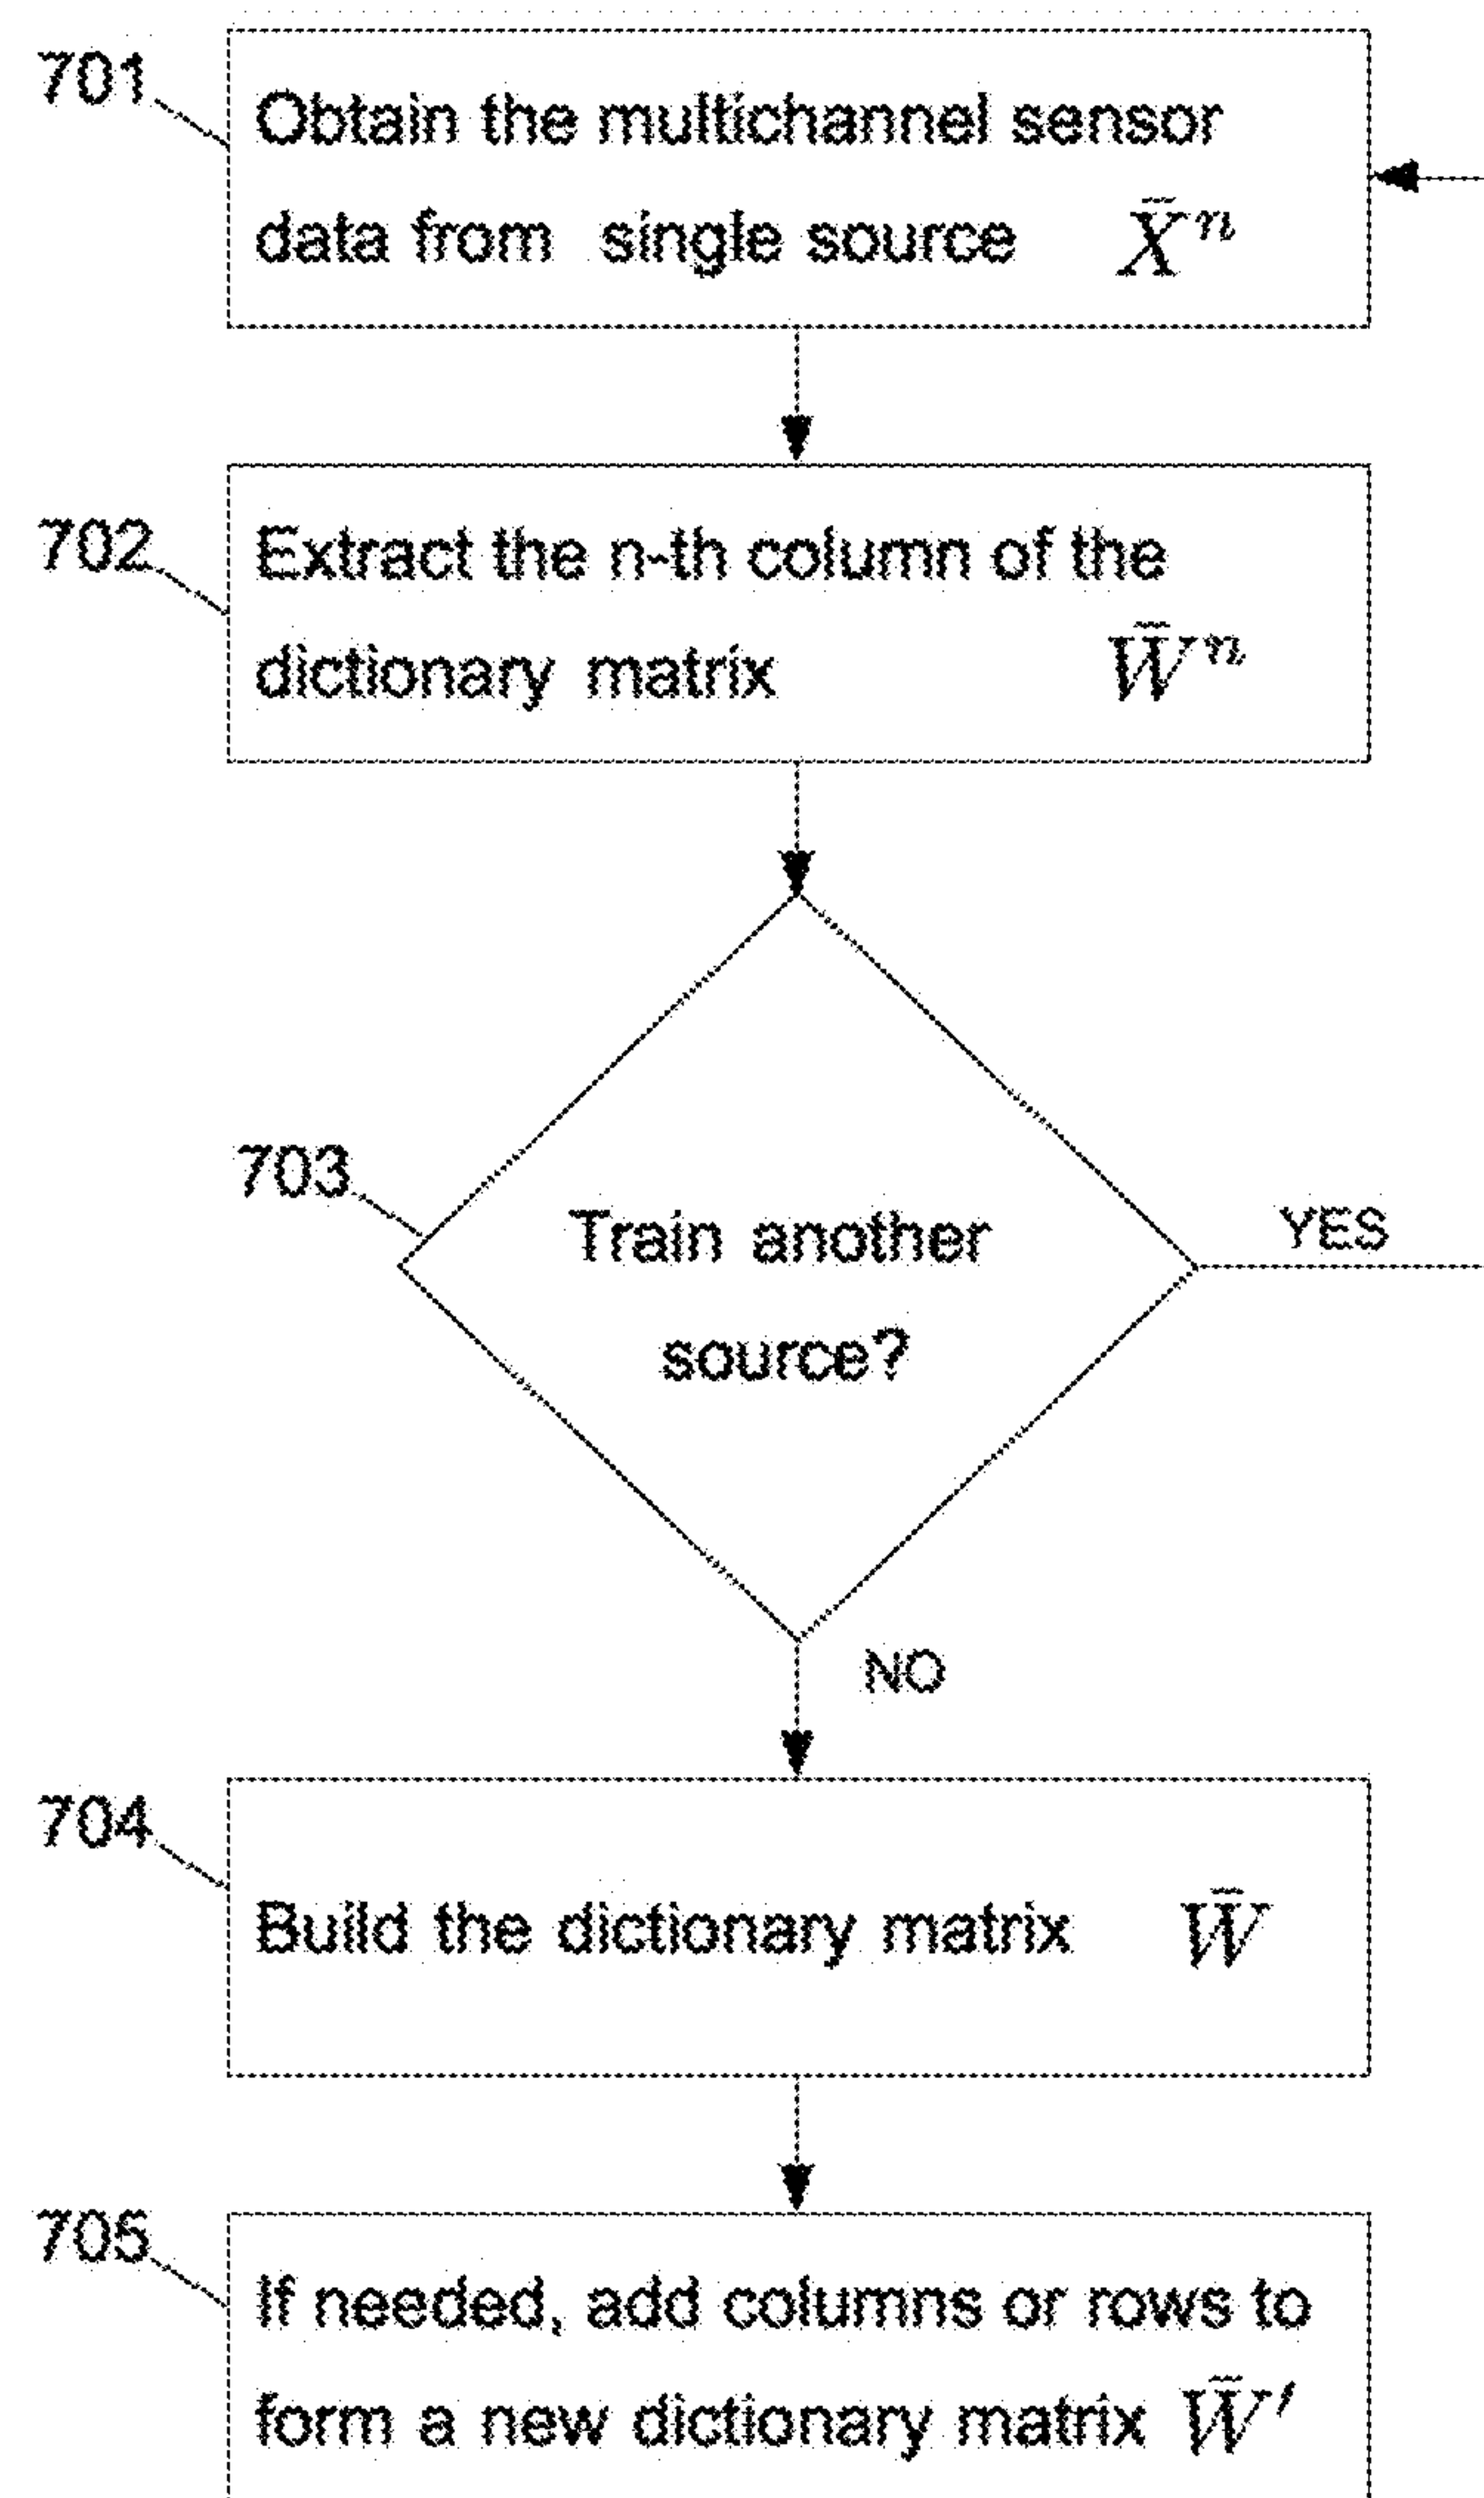 701
Obtain the multichannel sensor
data from single source X̄ⁿ
702
Extract the n-th column of the
dictionary matrix W̄ⁿ
703
Train another
source?
YES
NO
704
Build the dictionary matrix W̄
705
If needed, add columns or rows to
form a new dictionary matrix W̄′